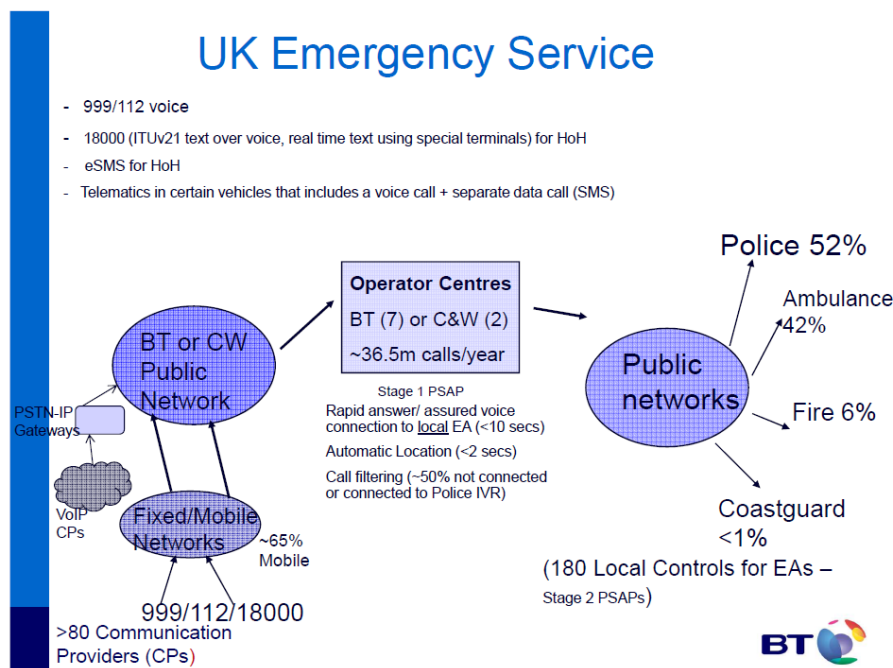 UK Emergency Service
- 999/112 voice
- 18000 (ITUv21 text over voice, real time text using special terminals) for HoH
- eSMS for HoH
- Telematics in certain vehicles that includes a voice call + separate data call (SMS)
BT or CW
Public
Network
PSTN-IP
Gateways
VoIP
CPs
Fixed/Mobile
Networks
~65%
Mobile
999/112/18000
>80 Communication
Providers (CPs)
Operator Centres
BT (7) or C&W (2)
~36.5m calls/year
Stage 1 PSAP
Rapid answer/ assured voice
connection to local EA (<10 secs)
Automatic Location (<2 secs)
Call filtering (~50% not connected
or connected to Police IVR)
Public
networks
Police 52%
Ambulance
42%
Fire 6%
Coastguard
<1%
(180 Local Controls for EAs –
Stage 2 PSAPs)
BT